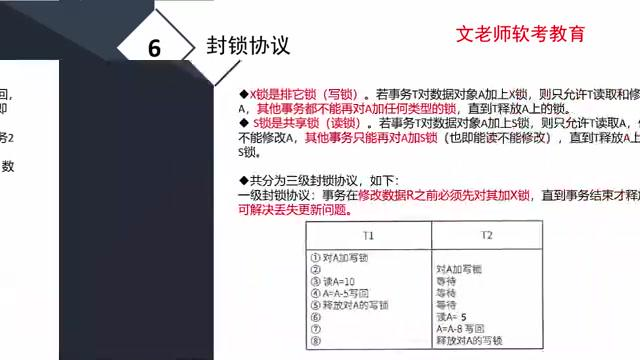 6
封锁协议
文老师软考教育
回，
即
务2
数
◆X锁是排它锁（写锁）。若事务T对数据对象A加上X锁，则只允许T读取和修
A，其他事务都不能再对A加任何类型的锁，直到T释放A上的锁。
◆ S锁是共享锁（读锁）。若事务T对数据对象A加上S锁，则只允许T读取A，
不能修改A，其他事务只能再对A加S锁（也即能读不能修改），直到T释放A上
S锁。
◆共分为三级封锁协议，如下：
一级封锁协议：事务在修改数据R之前必须先对其加X锁，直到事务结束才释
可解决丢失更新问题。
T1 T2
① 对A加写锁
② 对A加写锁
③ 读A=10 等待
④ A=A-5写回 等待
⑤ 释放对A的写锁 等待
⑥ 读A= 5
⑦ A=A-8 写回
⑧ 释放对A的写锁